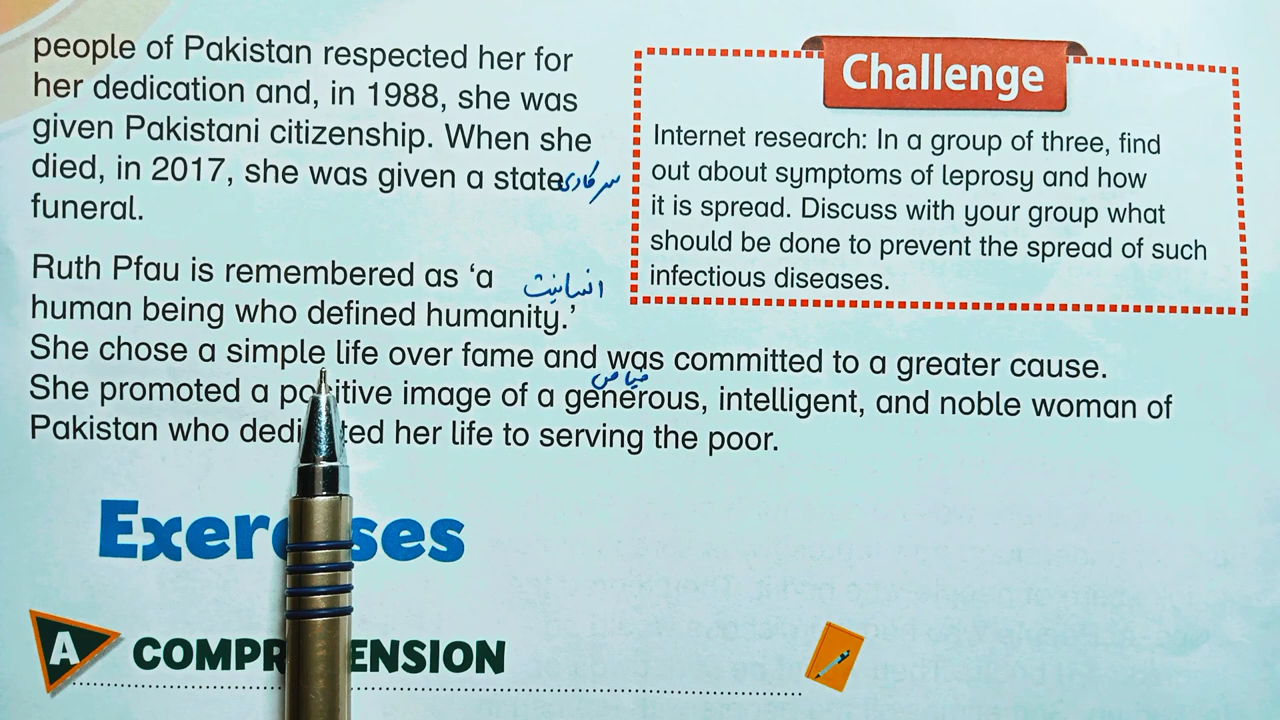 people of Pakistan respected her for
her dedication and, in 1988, she was
given Pakistani citizenship. When she
died, in 2017, she was given a state سرکاری
funeral.
Ruth Pfau is remembered as ‘a انسانیت
human being who defined humanity.’
She chose a simple life over fame and was committed to a greater cause.
فیاض
She promoted a positive image of a generous, intelligent, and noble woman of
Pakistan who dedicated her life to serving the poor.
Challenge
Internet research: In a group of three, find
out about symptoms of leprosy and how
it is spread. Discuss with your group what
should be done to prevent the spread of such
infectious diseases.
Exercises
A COMPREHENSION